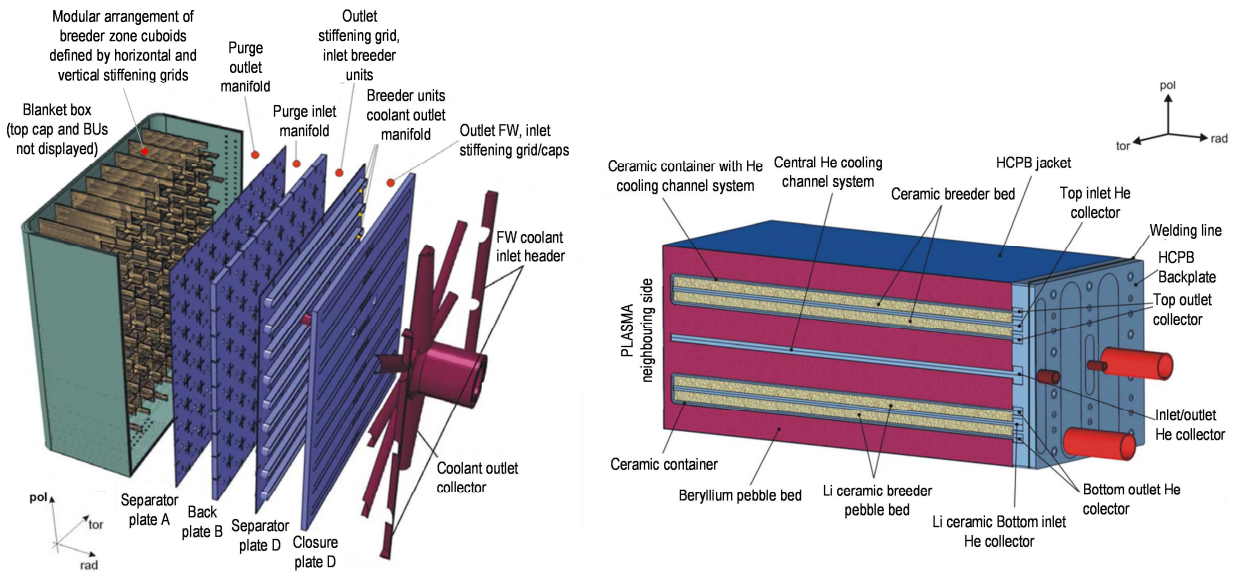 Modular arrangement of
breeder zone cuboids
defined by horizontal and
vertical stiffening grids
Blanket box
(top cap and BUs
not displayed)
Purge
outlet
manifold
Purge inlet
manifold
Outlet
stiffening grid,
inlet breeder
units
Breeder units
coolant outlet
manifold
Outlet FW, inlet
stiffening grid/caps
FW coolant
inlet header
Coolant outlet
collector
Separator
plate A
Back
plate B
Separator
plate D
Closure
plate D
pol
tor
rad
pol
tor
rad
Ceramic container with He
cooling channel system
Central He cooling
channel system
HCPB jacket
Ceramic breeder bed
Top inlet He
collector
Welding line
HCPB
Backplate
Top outlet
collector
PLASMA
neighbouring side
Inlet/outlet
He collector
Ceramic container
Beryllium pebble bed
Li ceramic breeder
pebble bed
Bottom outlet He
colector
Li ceramic Bottom inlet
He collector